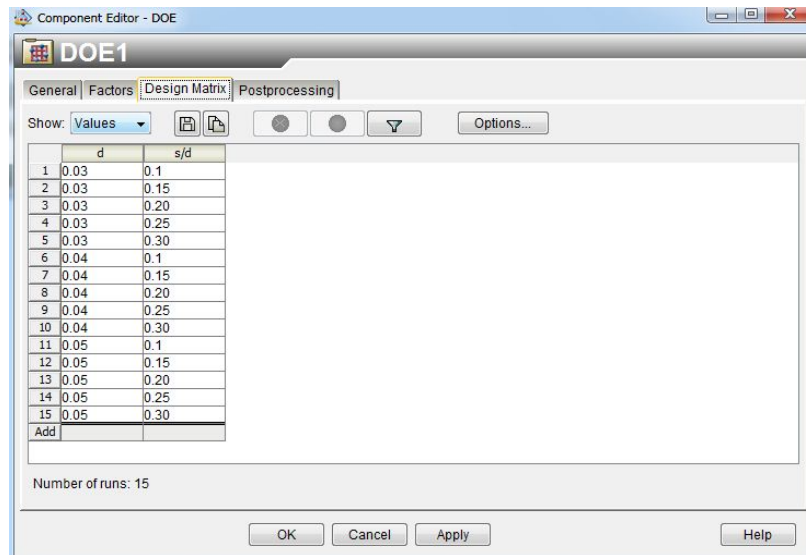 Component Editor - DOE
DOE1
General Factors Design Matrix Postprocessing
Show: Values Options...
d s/d
1 0.03 0.1
2 0.03 0.15
3 0.03 0.20
4 0.03 0.25
5 0.03 0.30
6 0.04 0.1
7 0.04 0.15
8 0.04 0.20
9 0.04 0.25
10 0.04 0.30
11 0.05 0.1
12 0.05 0.15
13 0.05 0.20
14 0.05 0.25
15 0.05 0.30
Add
Number of runs: 15
OK Cancel Apply Help